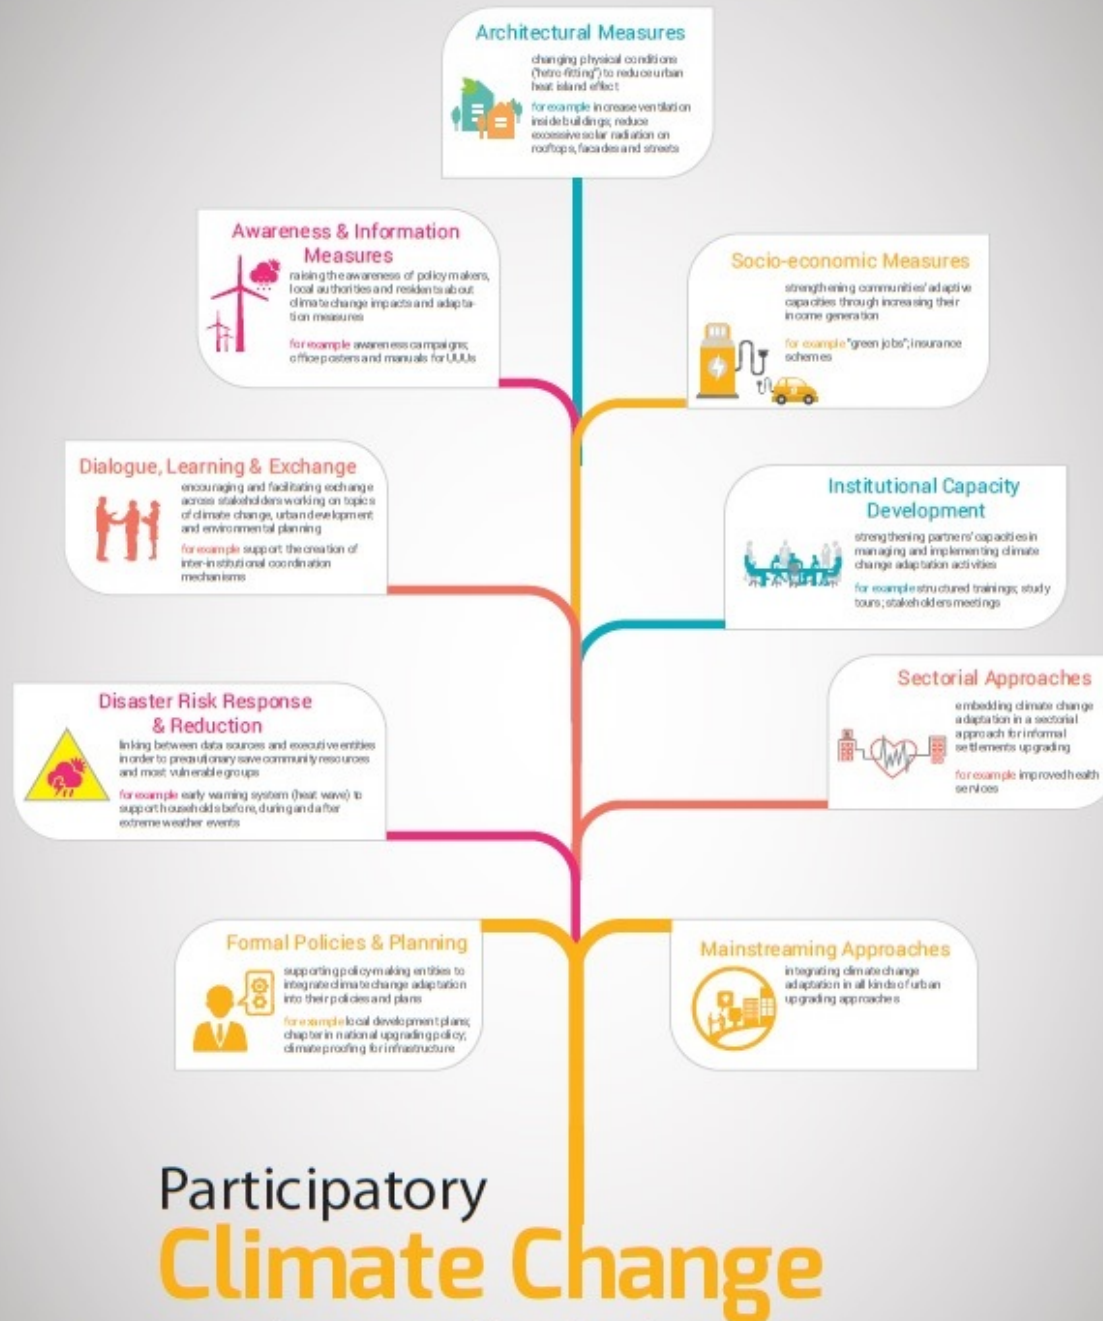 Architectural Measures
changing physical conditions
("retro-fitting") to reduce urban
heat island effect
for example increase ventilation
inside buildings; reduce
excessive solar radiation on
rooftops, facades and streets
Awareness & Information
Measures
raising the awareness of policy makers,
local authorities and residents about
climate change impacts and adapta-
tion measures
for example awareness campaigns;
office posters and manuals for UUUs
Socio-economic Measures
strengthening communities' adaptive
capacities through increasing their
income generation
for example "green jobs"; insurance
schemes
Dialogue, Learning & Exchange
encouraging and facilitating exchange
across stakeholders working on topics
of climate change, urban development
and environmental planning
for example support the creation of
inter-institutional coordination
mechanisms
Institutional Capacity
Development
strengthening partners' capacities in
managing and implementing climate
change adaptation activities
for example structured trainings; study
tours; stakeholders meetings
Sectorial Approaches
embedding climate change
adaptation in a sectorial
approach for informal
settlements upgrading
for example improved health
services
Disaster Risk Response
& Reduction
linking between data sources and executive entities
in order to precautionary save community resources
and most vulnerable groups
for example early warning system (heat wave) to
support households before, during and after
extreme weather events
Formal Policies & Planning
supporting policy-making entities to
integrate climate change adaptation
into their policies and plans
for example local development plans;
chapter in national upgrading policy;
climate proofing for infrastructure
Mainstreaming Approaches
integrating climate change
adaptation in all kinds of urban
upgrading approaches
Participatory
Climate Change